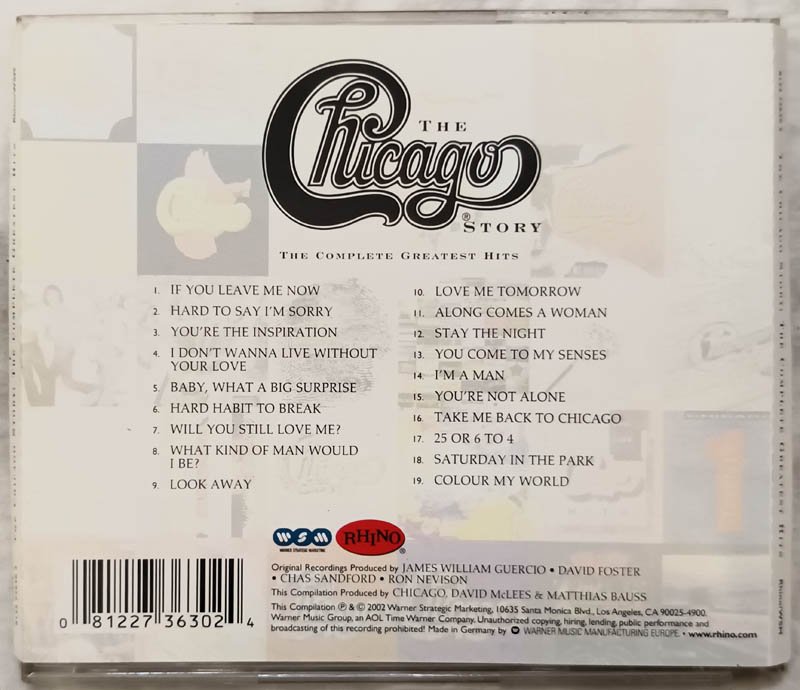 THE
Chicago
®
STORY
THE COMPLETE GREATEST HITS
1. IF YOU LEAVE ME NOW
2. HARD TO SAY I'M SORRY
3. YOU'RE THE INSPIRATION
4. I DON'T WANNA LIVE WITHOUT
YOUR LOVE
5. BABY, WHAT A BIG SURPRISE
6. HARD HABIT TO BREAK
7. WILL YOU STILL LOVE ME?
8. WHAT KIND OF MAN WOULD
I BE?
9. LOOK AWAY
10. LOVE ME TOMORROW
11. ALONG COMES A WOMAN
12. STAY THE NIGHT
13. YOU COME TO MY SENSES
14. I'M A MAN
15. YOU'RE NOT ALONE
16. TAKE ME BACK TO CHICAGO
17. 25 OR 6 TO 4
18. SATURDAY IN THE PARK
19. COLOUR MY WORLD
WSM
WARNER STRATEGIC MARKETING
RHINO®
Original Recordings Produced by JAMES WILLIAM GUERCIO • DAVID FOSTER
• CHAS SANDFORD • RON NEVISON
This Compilation Produced by CHICAGO, DAVID McLEES & MATTHIAS BAUSS
This Compilation ℗ & © 2002 Warner Strategic Marketing, 10635 Santa Monica Blvd., Los Angeles, CA 90025-4900.
Warner Music Group, an AOL Time Warner Company. Unauthorized copying, hiring, lending, public performance and
broadcasting of this recording prohibited! Made in Germany by WARNER MUSIC MANUFACTURING EUROPE. • www.rhino.com
0 81227 36302 4